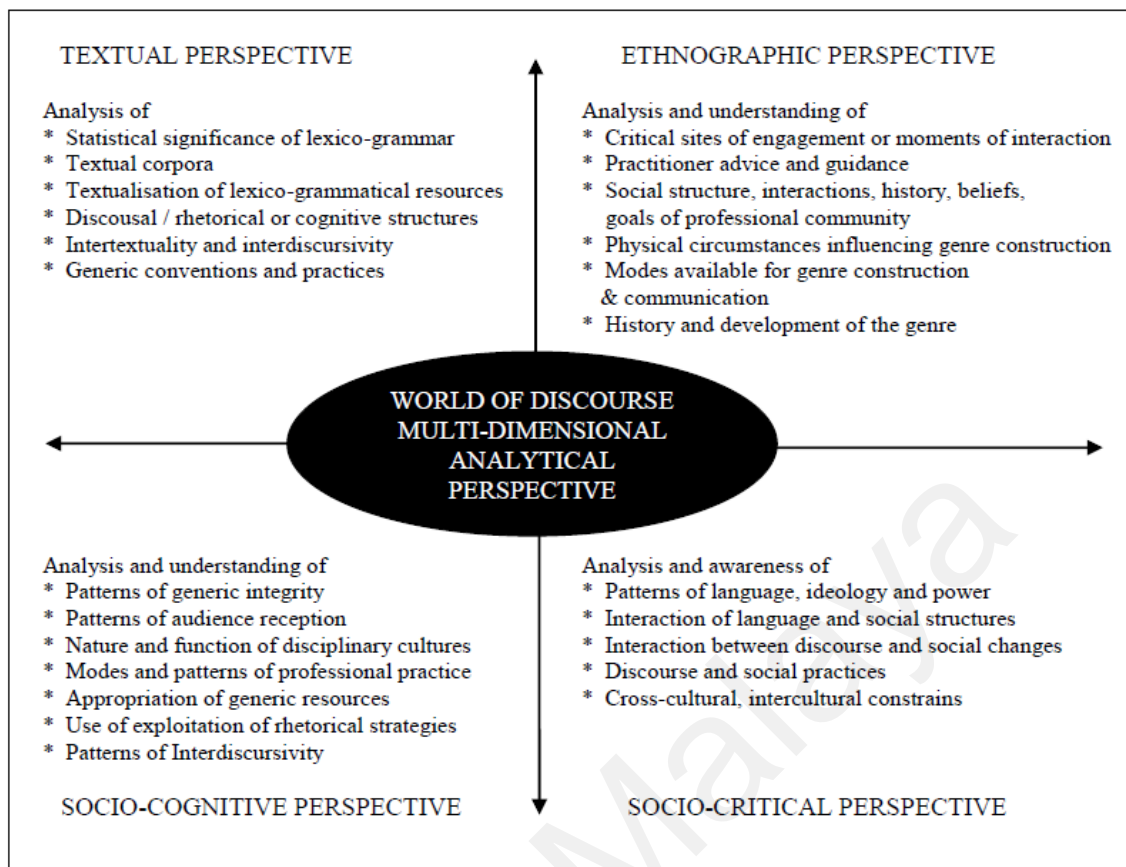 TEXTUAL PERSPECTIVE
Analysis of
* Statistical significance of lexico-grammar
* Textual corpora
* Textualisation of lexico-grammatical resources
* Discousal / rhetorical or cognitive structures
* Intertextuality and interdiscursivity
* Generic conventions and practices
ETHNOGRAPHIC PERSPECTIVE
Analysis and understanding of
* Critical sites of engagement or moments of interaction
* Practitioner advice and guidance
* Social structure, interactions, history, beliefs,
goals of professional community
* Physical circumstances influencing genre construction
* Modes available for genre construction
& communication
* History and development of the genre
WORLD OF DISCOURSE
MULTI-DIMENSIONAL
ANALYTICAL
PERSPECTIVE
Analysis and understanding of
* Patterns of generic integrity
* Patterns of audience reception
* Nature and function of disciplinary cultures
* Modes and patterns of professional practice
* Appropriation of generic resources
* Use of exploitation of rhetorical strategies
* Patterns of Interdiscursivity
SOCIO-COGNITIVE PERSPECTIVE
Analysis and awareness of
* Patterns of language, ideology and power
* Interaction of language and social structures
* Interaction between discourse and social changes
* Discourse and social practices
* Cross-cultural, intercultural constrains
SOCIO-CRITICAL PERSPECTIVE
Malaya